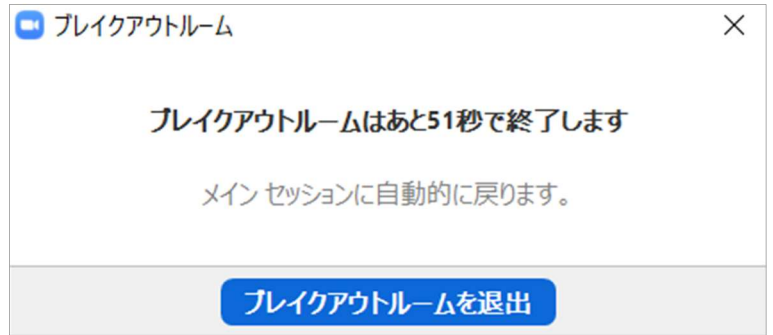 ブレイクアウトルーム
ブレイクアウトルームはあと51秒で終了します
メイン セッションに自動的に戻ります。
ブレイクアウトルームを退出